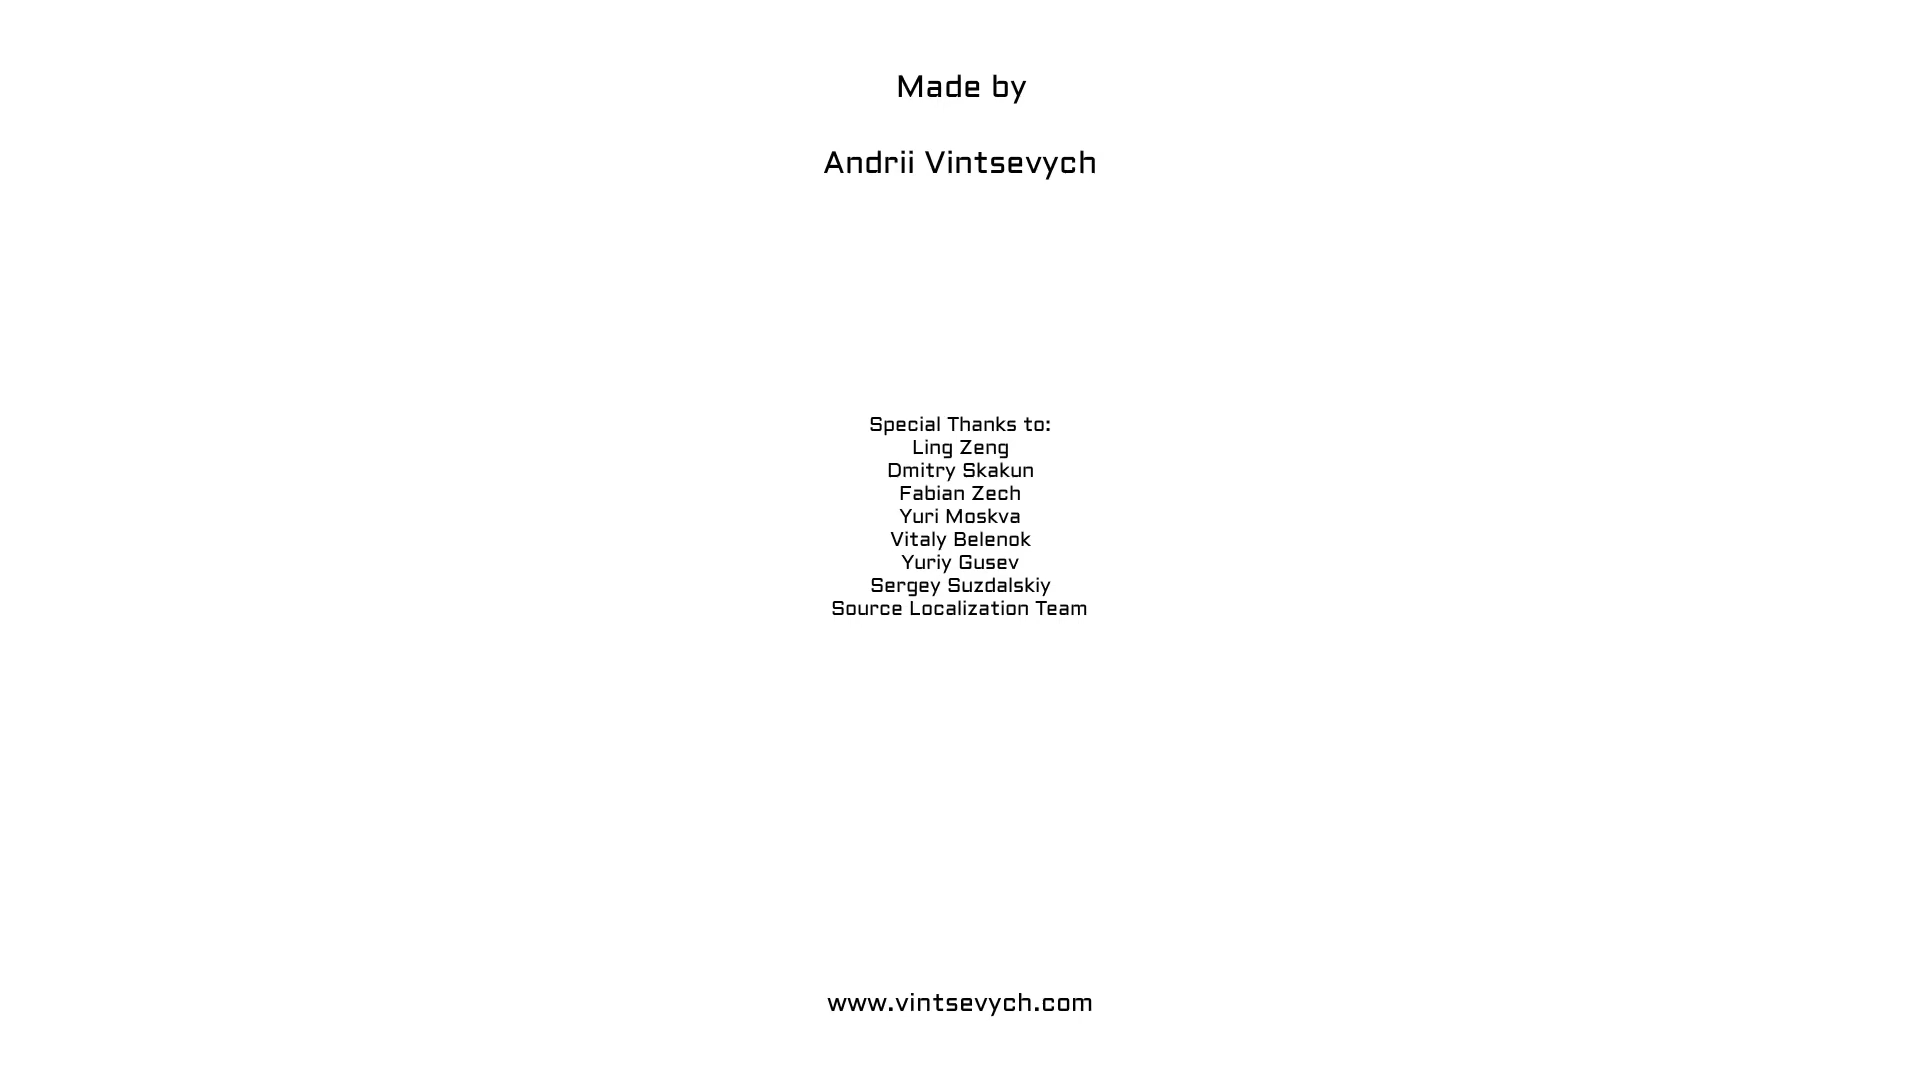 Made by
Andrii Vintsevych
Special Thanks to:
Ling Zeng
Dmitry Skakun
Fabian Zech
Yuri Moskva
Vitaly Belenok
Yuriy Gusev
Sergey Suzdalskiy
Source Localization Team
www.vintsevych.com